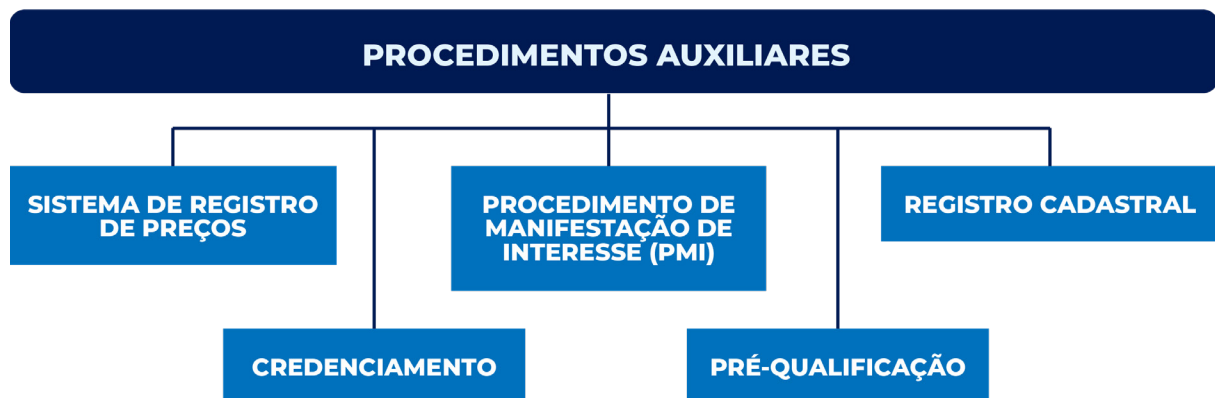 PROCEDIMENTOS AUXILIARES
SISTEMA DE REGISTRO
DE PREÇOS
PROCEDIMENTO DE
MANIFESTAÇÃO DE
INTERESSE (PMI)
REGISTRO CADASTRAL
CREDENCIAMENTO
PRÉ-QUALIFICAÇÃO